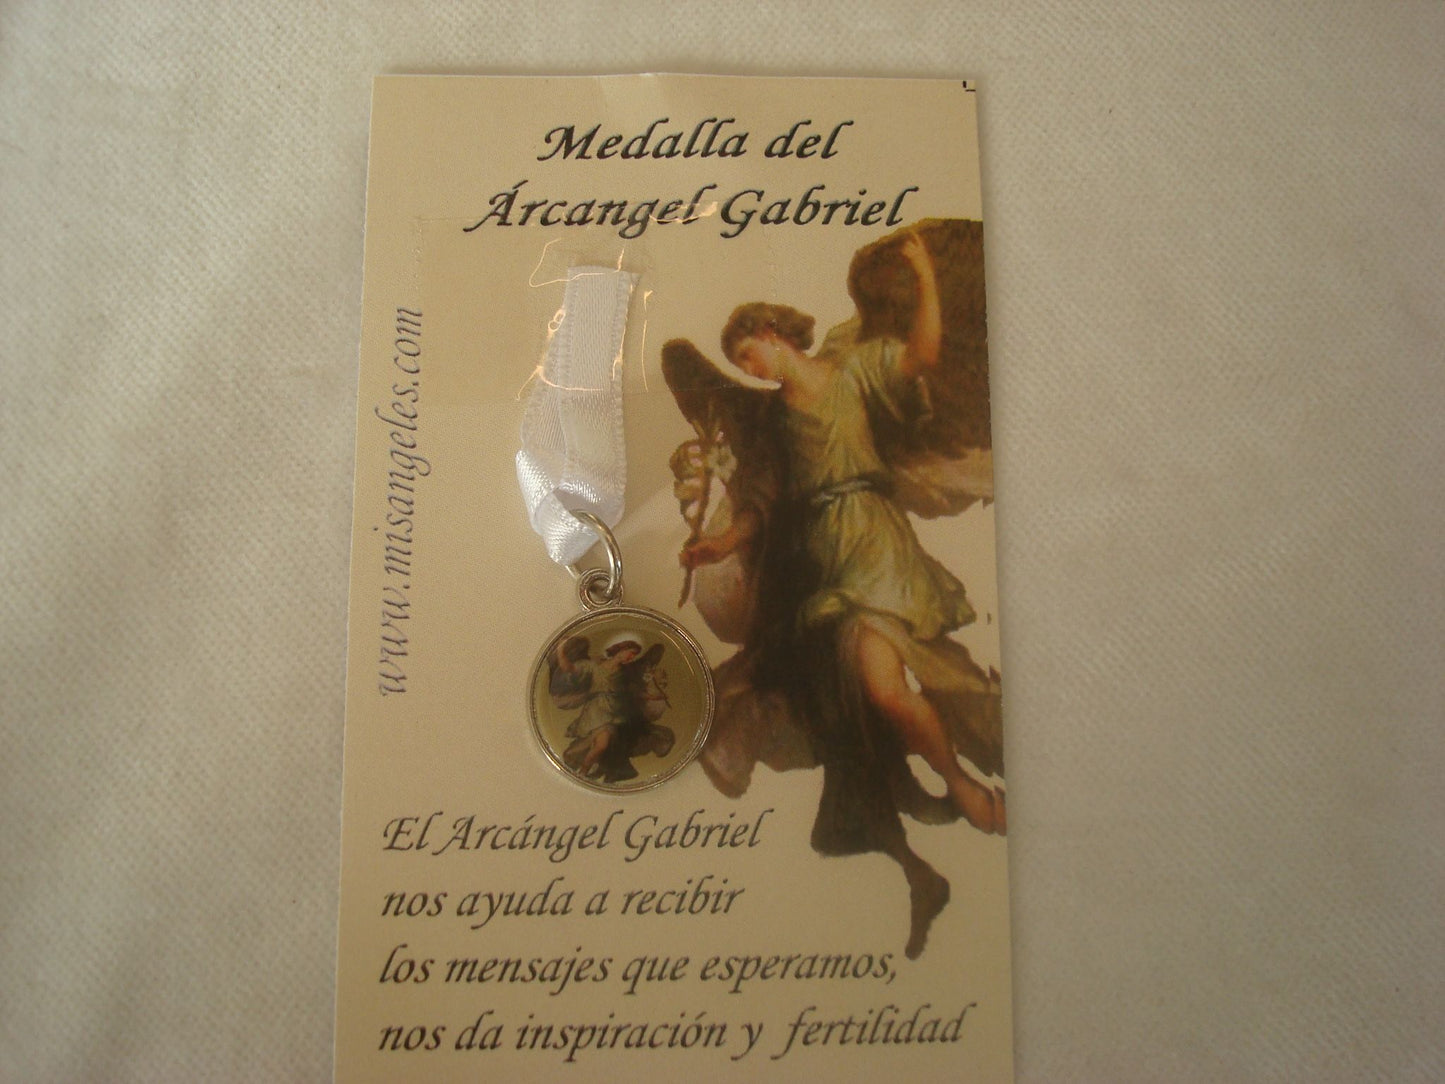 Medalla del
Árcangel Gabriel
www.misangeles.com
El Arcángel Gabriel
nos ayuda a recibir
los mensajes que esperamos,
nos da inspiración y fertilidad